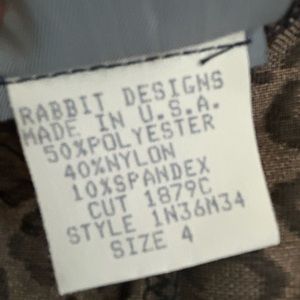 RABBIT DESIGNS
MADE IN U.S.A.
50%POLYESTER
40%NYLON
10%SPANDEX
CUT 1879C
STYLE 1N36M34
SIZE 4